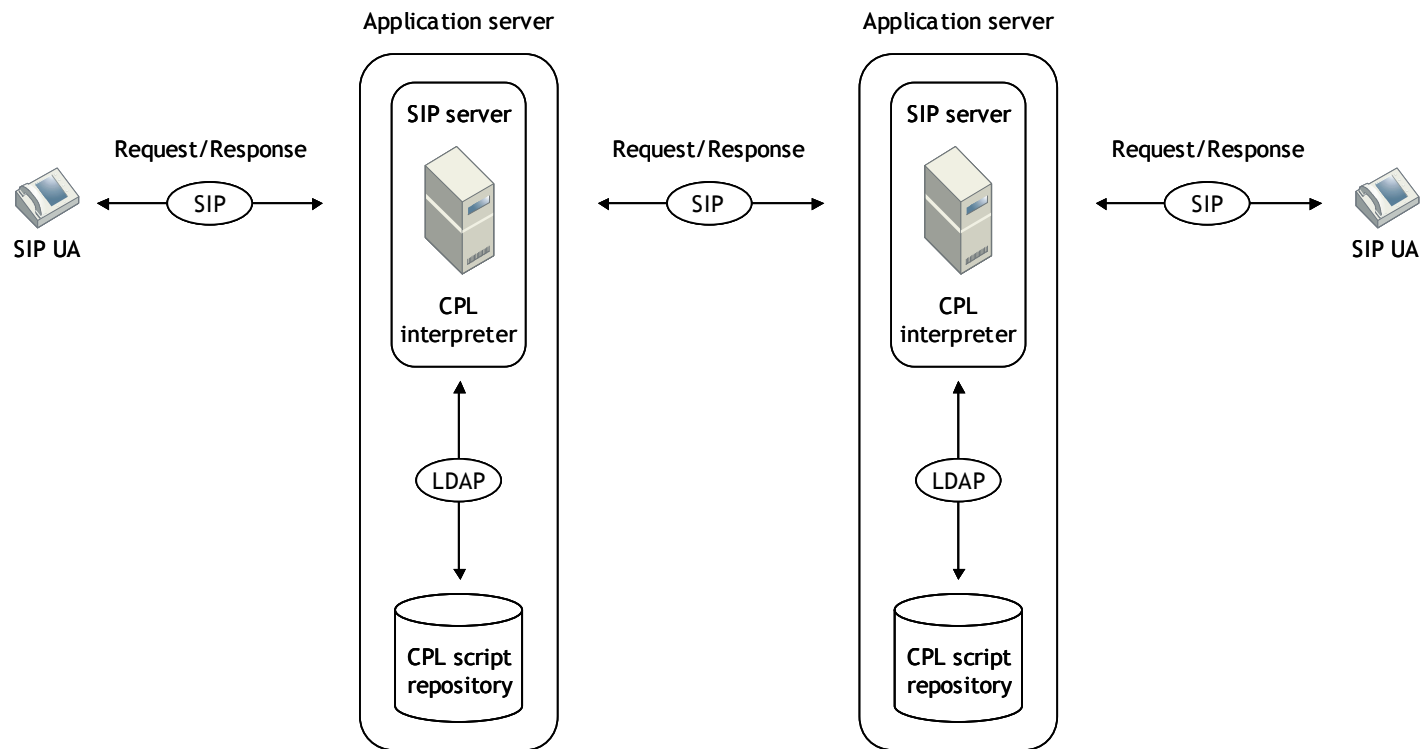 Application server
Application server
SIP server
SIP server
Request/Response
Request/Response
Request/Response
SIP
SIP
SIP
SIP UA
SIP UA
CPL
interpreter
CPL
interpreter
LDAP
LDAP
CPL script
repository
CPL script
repository